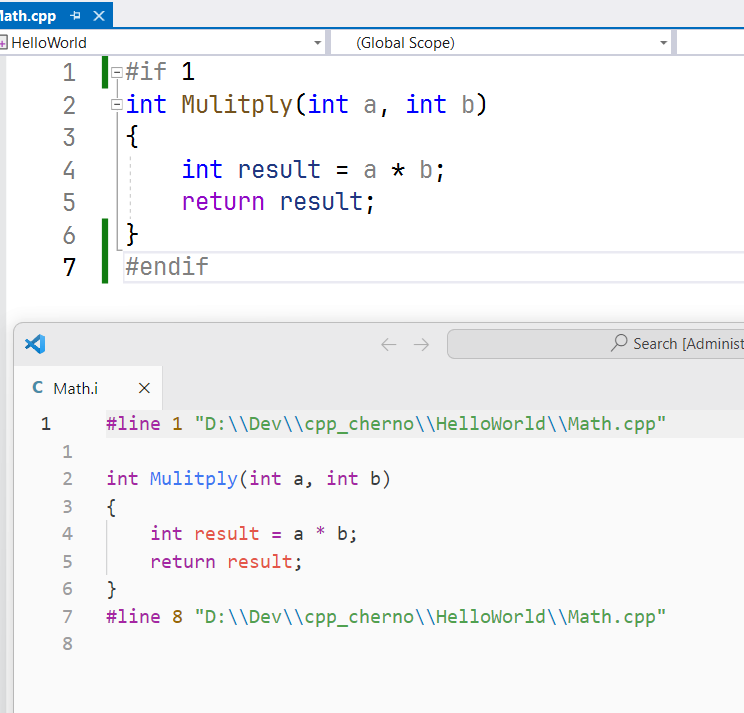 Math.cpp
HelloWorld (Global Scope)
1 #if 1
2 int Mulitply(int a, int b)
3 {
4 int result = a * b;
5 return result;
6 }
7 #endif
Search [Administ
C Math.i
1 #line 1 "D:\\Dev\\cpp_cherno\\HelloWorld\\Math.cpp"
1
2 int Mulitply(int a, int b)
3 {
4 int result = a * b;
5 return result;
6 }
7 #line 8 "D:\\Dev\\cpp_cherno\\HelloWorld\\Math.cpp"
8